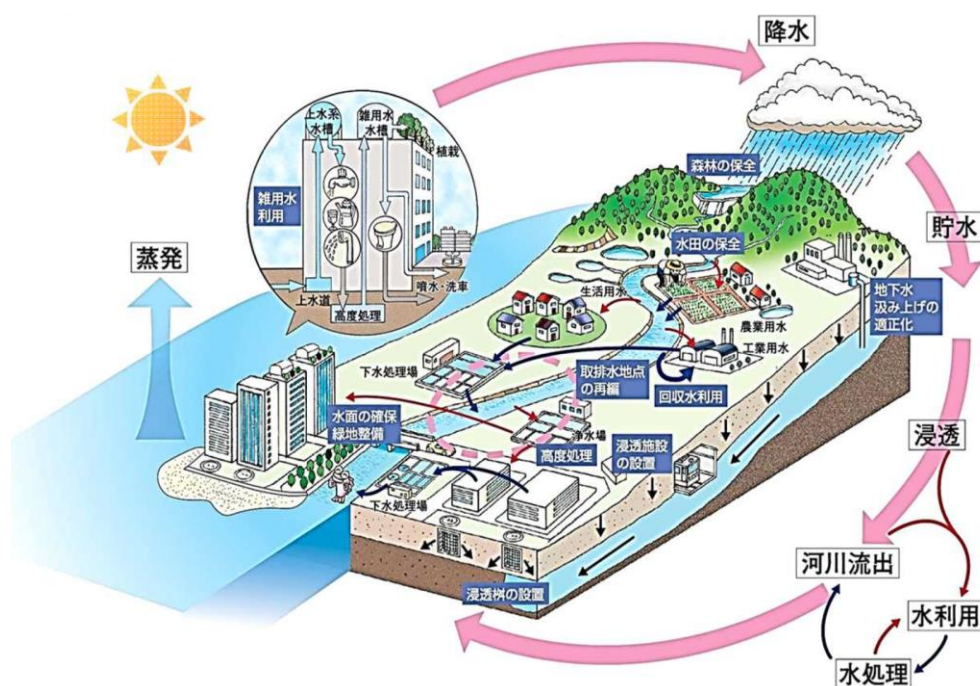 降水
上水系
水槽
雑用水
水槽
植栽
雑用水
利用
森林の保全
貯水
水田の保全
蒸発
上水道
高度処理
噴水・洗車
生活用水
地下水
汲み上げの
適正化
農業用水
工業用水
下水処理場
取排水地点
の再編
回収水利用
水面の確保
緑地整備
浄水場
高度処理
浸透施設
の設置
浸透
下水処理場
河川流出
浸透桝の設置
水利用
水処理